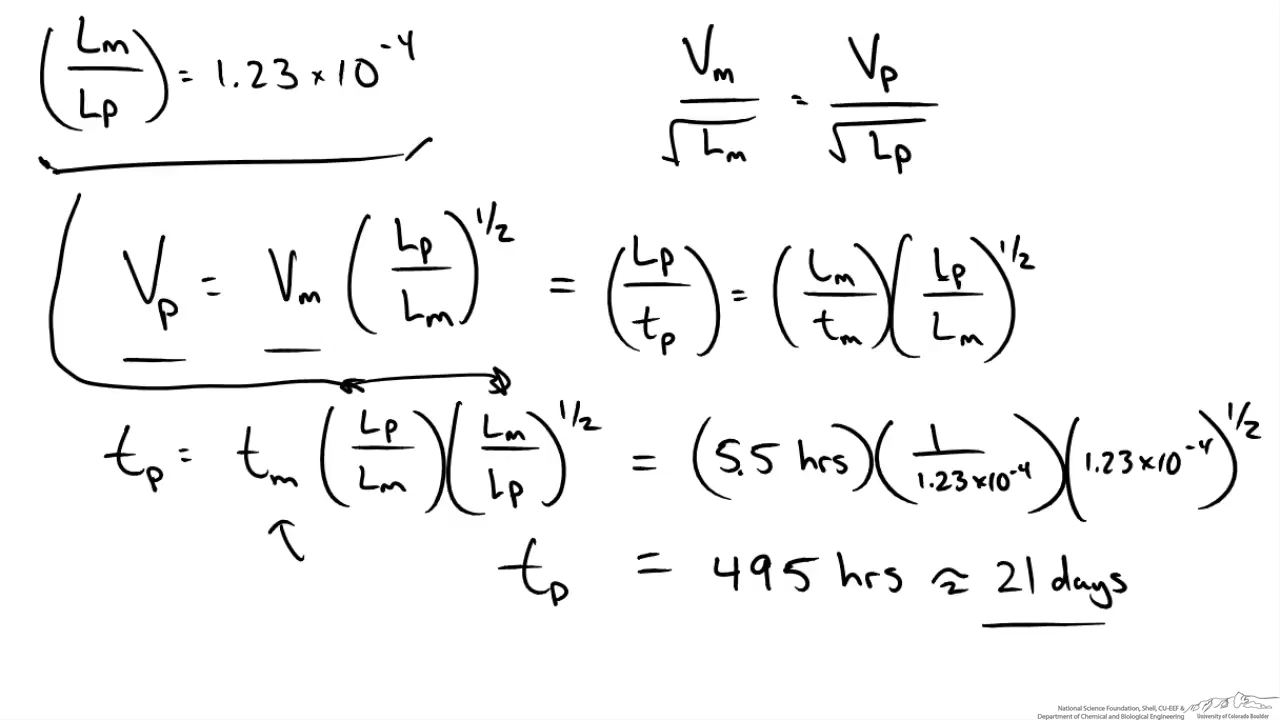 (Lm/Lp) = 1.23 × 10^-4
Vm/√Lm = Vp/√Lp
Vp = Vm (Lp/Lm)^1/2 = (Lp/tp) = (Lm/tm)(Lp/Lm)^1/2
tp = tm (Lp/Lm)(Lm/Lp)^1/2 = (5.5 hrs)(1/1.23×10^-4)(1.23×10^-4)^1/2
tp = 495 hrs ≈ 21 days
National Science Foundation, Shell, CU-EEF &
Department of Chemical and Biological Engineering
University of Colorado Boulder